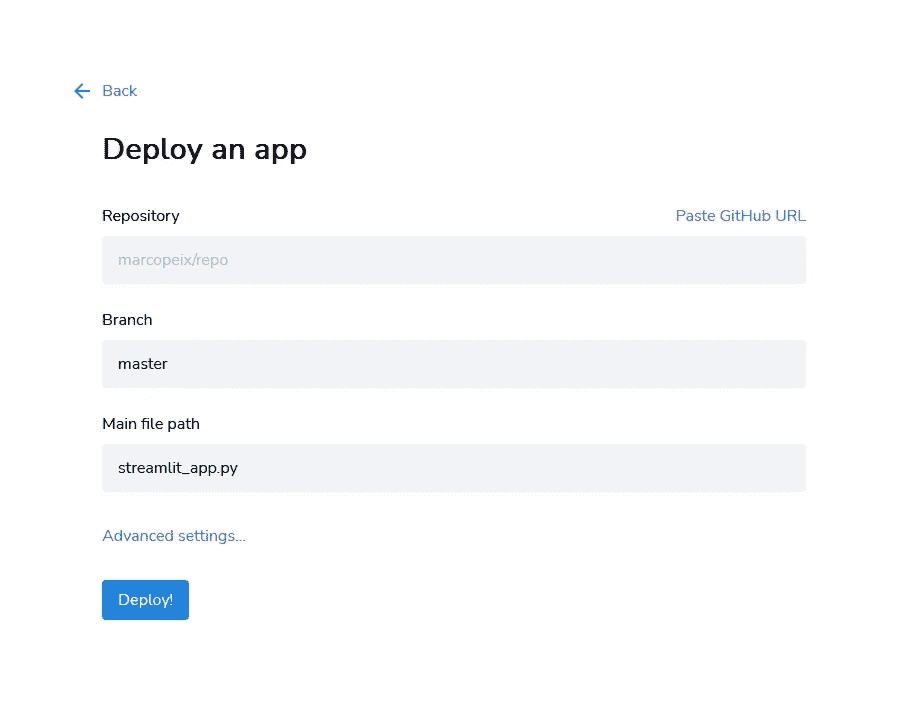 Back
Deploy an app
Repository
Paste GitHub URL
marcopeix/repo
Branch
master
Main file path
streamlit_app.py
Advanced settings...
Deploy!